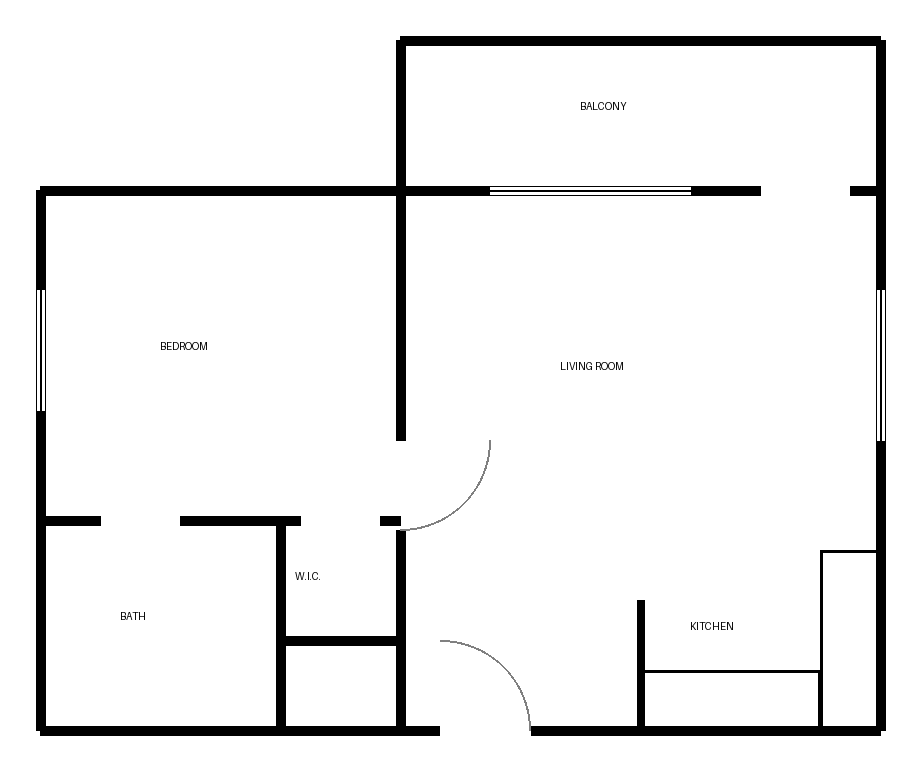 BALCONY
BEDROOM
LIVING ROOM
W.I.C.
BATH
KITCHEN